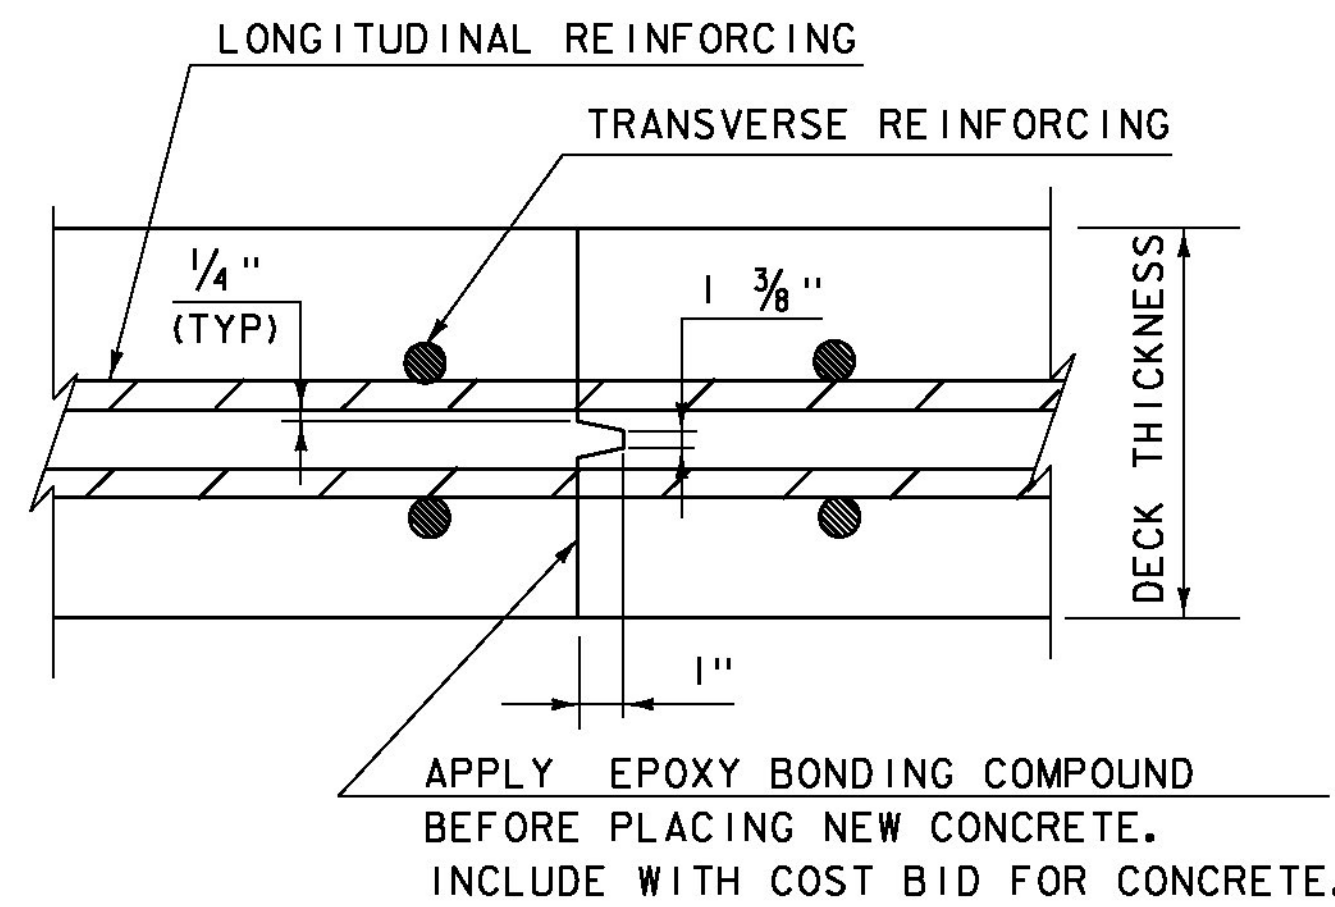 LONGITUDINAL REINFORCING
TRANSVERSE REINFORCING
1/4"
(TYP)
1 3/8"
DECK THICKNESS
1"
APPLY EPOXY BONDING COMPOUND
BEFORE PLACING NEW CONCRETE.
INCLUDE WITH COST BID FOR CONCRETE.